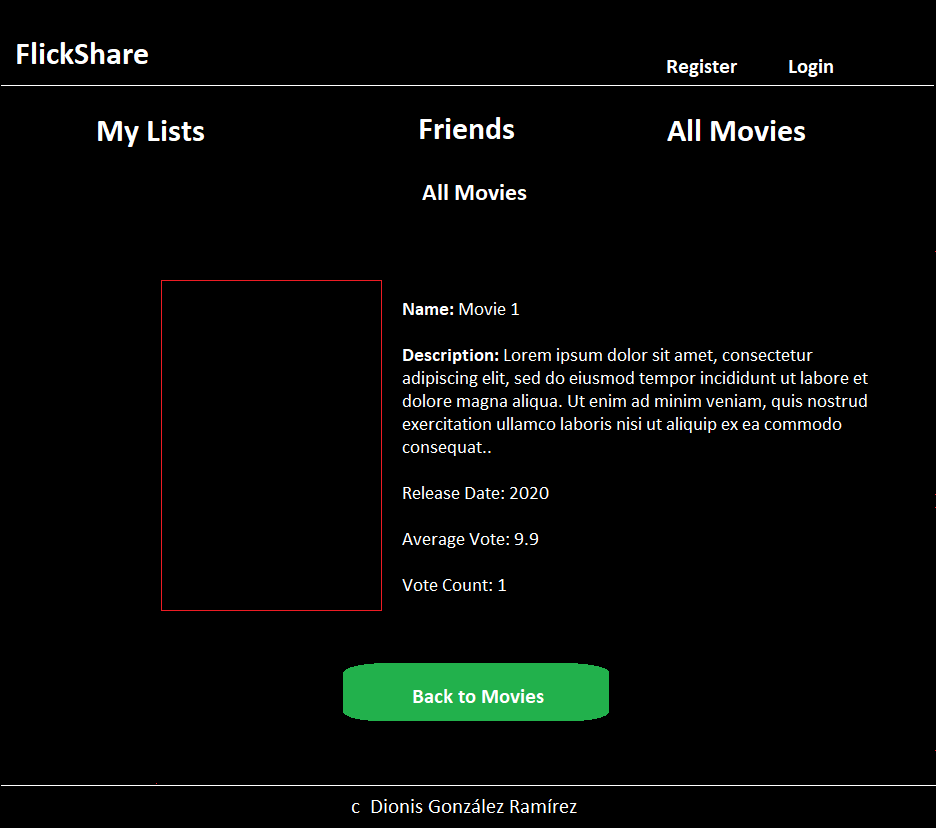 FlickShare
Register Login
My Lists Friends All Movies
All Movies
Name: Movie 1
Description: Lorem ipsum dolor sit amet, consectetur
adipiscing elit, sed do eiusmod tempor incididunt ut labore et
dolore magna aliqua. Ut enim ad minim veniam, quis nostrud
exercitation ullamco laboris nisi ut aliquip ex ea commodo
consequat..
Release Date: 2020
Average Vote: 9.9
Vote Count: 1
Back to Movies
c Dionis González Ramírez